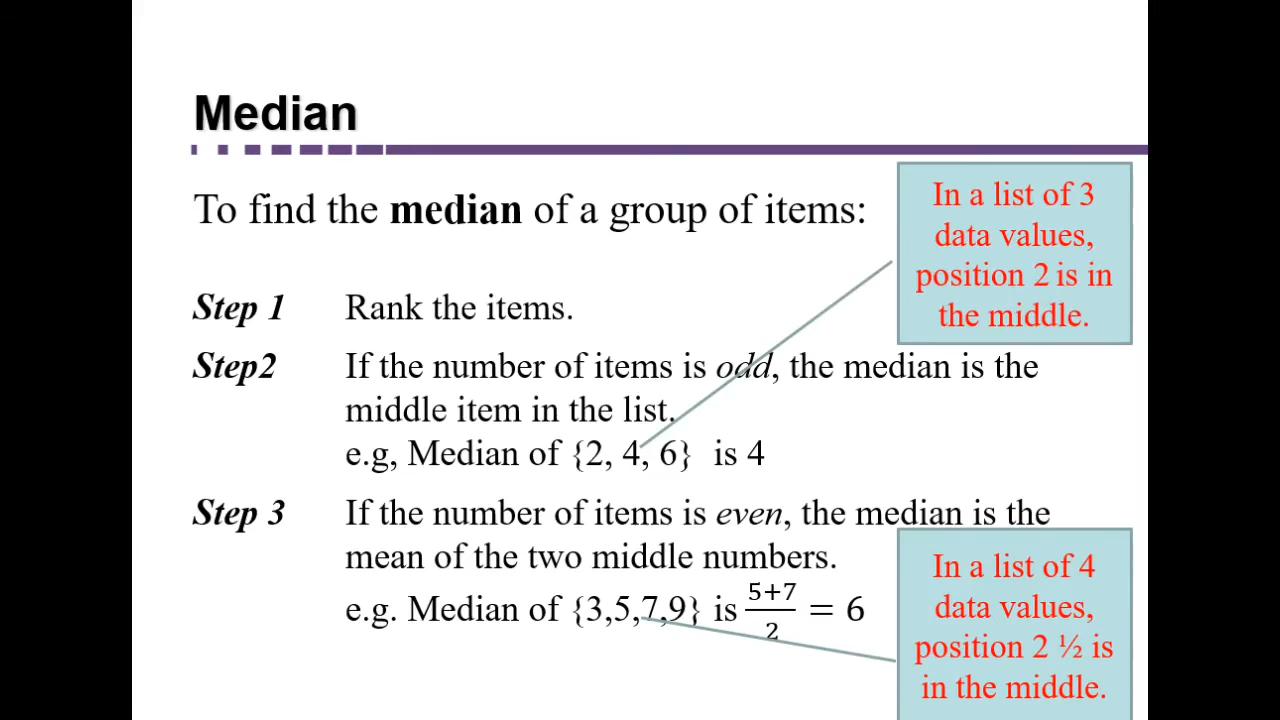 Median
To find the median of a group of items:
In a list of 3
data values,
position 2 is in
the middle.
Step 1 Rank the items.
Step2 If the number of items is odd, the median is the
middle item in the list.
e.g, Median of {2, 4, 6} is 4
Step 3 If the number of items is even, the median is the
mean of the two middle numbers.
e.g. Median of {3,5,7,9} is 5+7/2 = 6
In a list of 4
data values,
position 2 ½ is
in the middle.